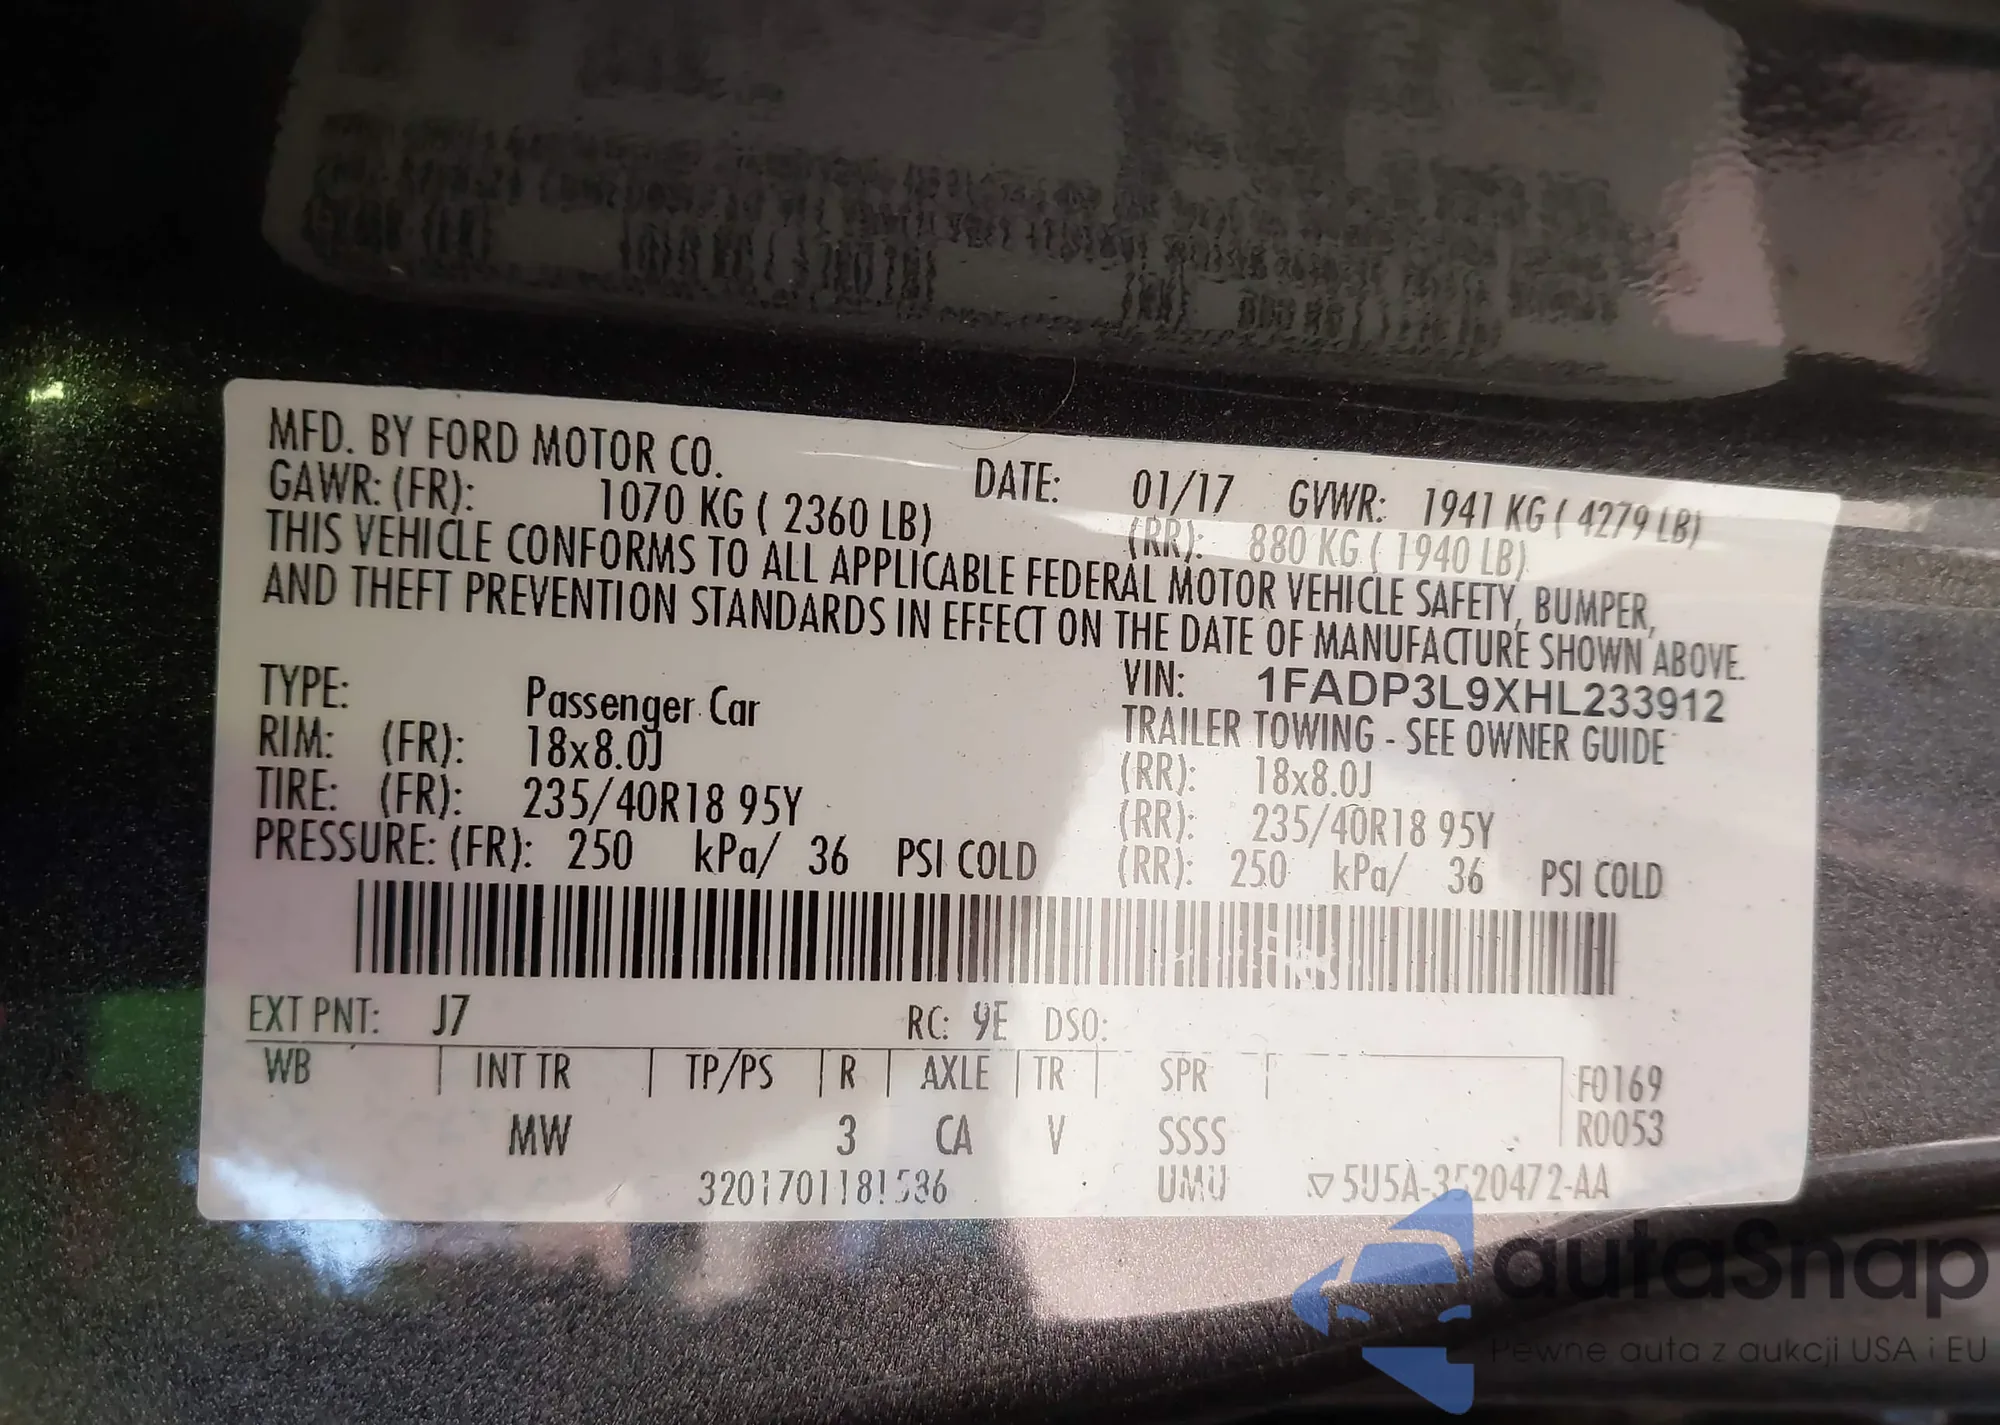 MFD. BY FORD MOTOR CO. DATE: 01/17 GVWR: 1941 KG ( 4279 LB)
GAWR: (FR): 1070 KG ( 2360 LB) (RR): 880 KG ( 1940 LB)
THIS VEHICLE CONFORMS TO ALL APPLICABLE FEDERAL MOTOR VEHICLE SAFETY, BUMPER,
AND THEFT PREVENTION STANDARDS IN EFFECT ON THE DATE OF MANUFACTURE SHOWN ABOVE.
VIN: 1FADP3L9XHL233912
TYPE: Passenger Car TRAILER TOWING - SEE OWNER GUIDE
RIM: (FR): 18x8.0J (RR): 18x8.0J
TIRE: (FR): 235/40R18 95Y (RR): 235/40R18 95Y
PRESSURE: (FR): 250 kPa/ 36 PSI COLD (RR): 250 kPa/ 36 PSI COLD
EXT PNT: J7 RC: 9E DSO:
WB INT TR TP/PS R AXLE TR SPR F0169
MW 3 CA V SSSS R0053
3201701181586 UMU ▽5U5A-3520472-AA
autaSnap
Pewne auta z aukcji USA i EU